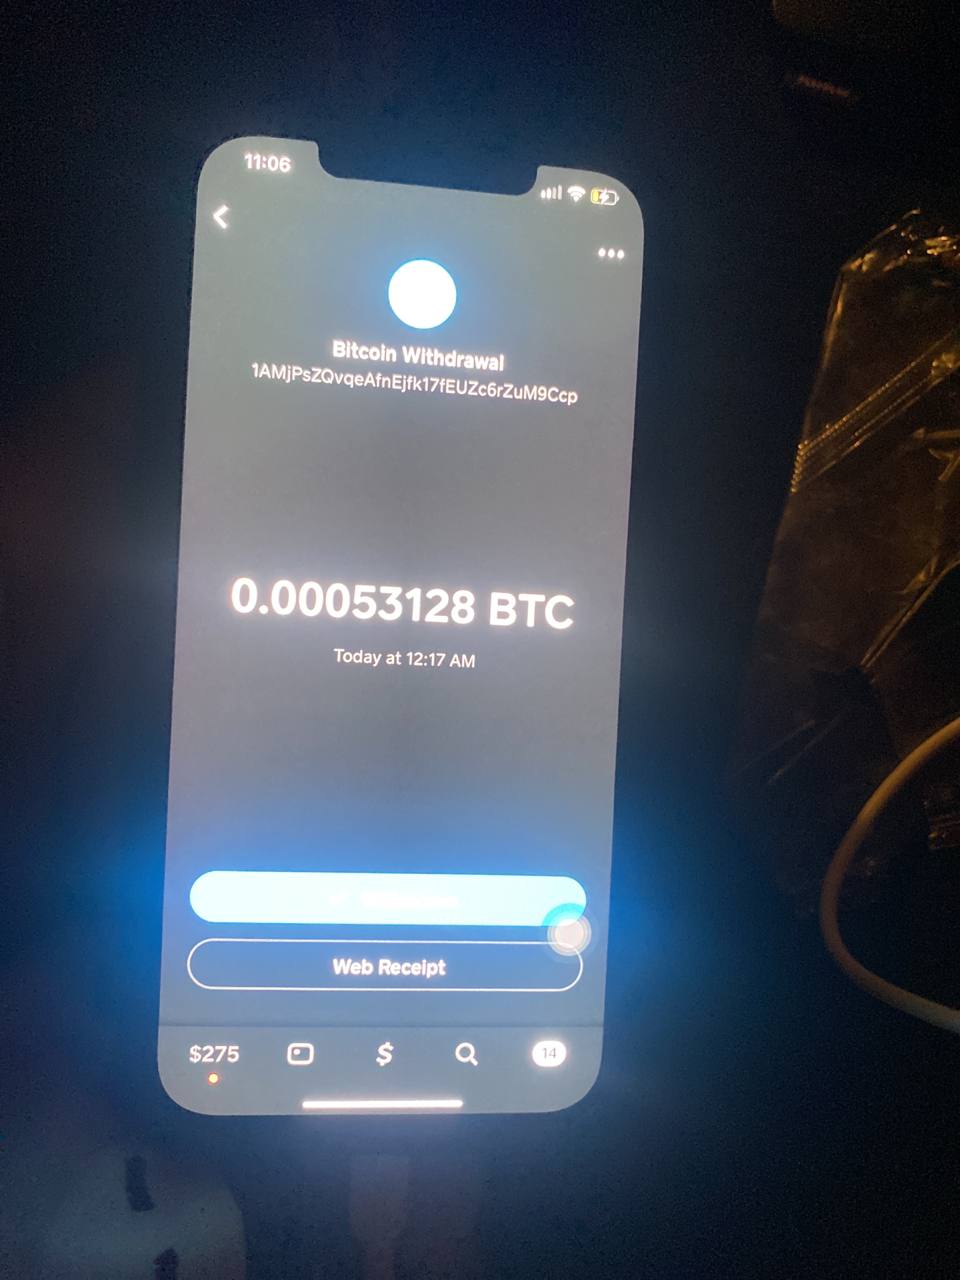 11:06
Bitcoin Withdrawal
1AMjPsZQvqeAfnEjfk17fEUZc6rZuM9Ccp
0.00053128 BTC
Today at 12:17 AM
Web Receipt
$275
$
14